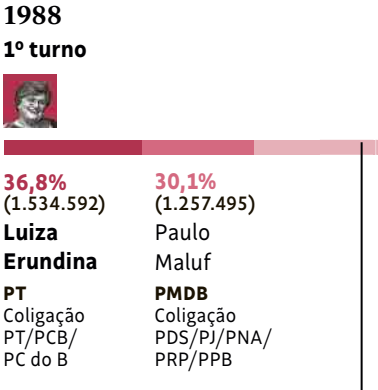 1988
1º turno
36,8%
(1.534.592)
Luiza
Erundina
PT
Coligação
PT/PCB/
PC do B
30,1%
(1.257.495)
Paulo
Maluf
PMDB
Coligação
PDS/PJ/PNA/
PRP/PPB